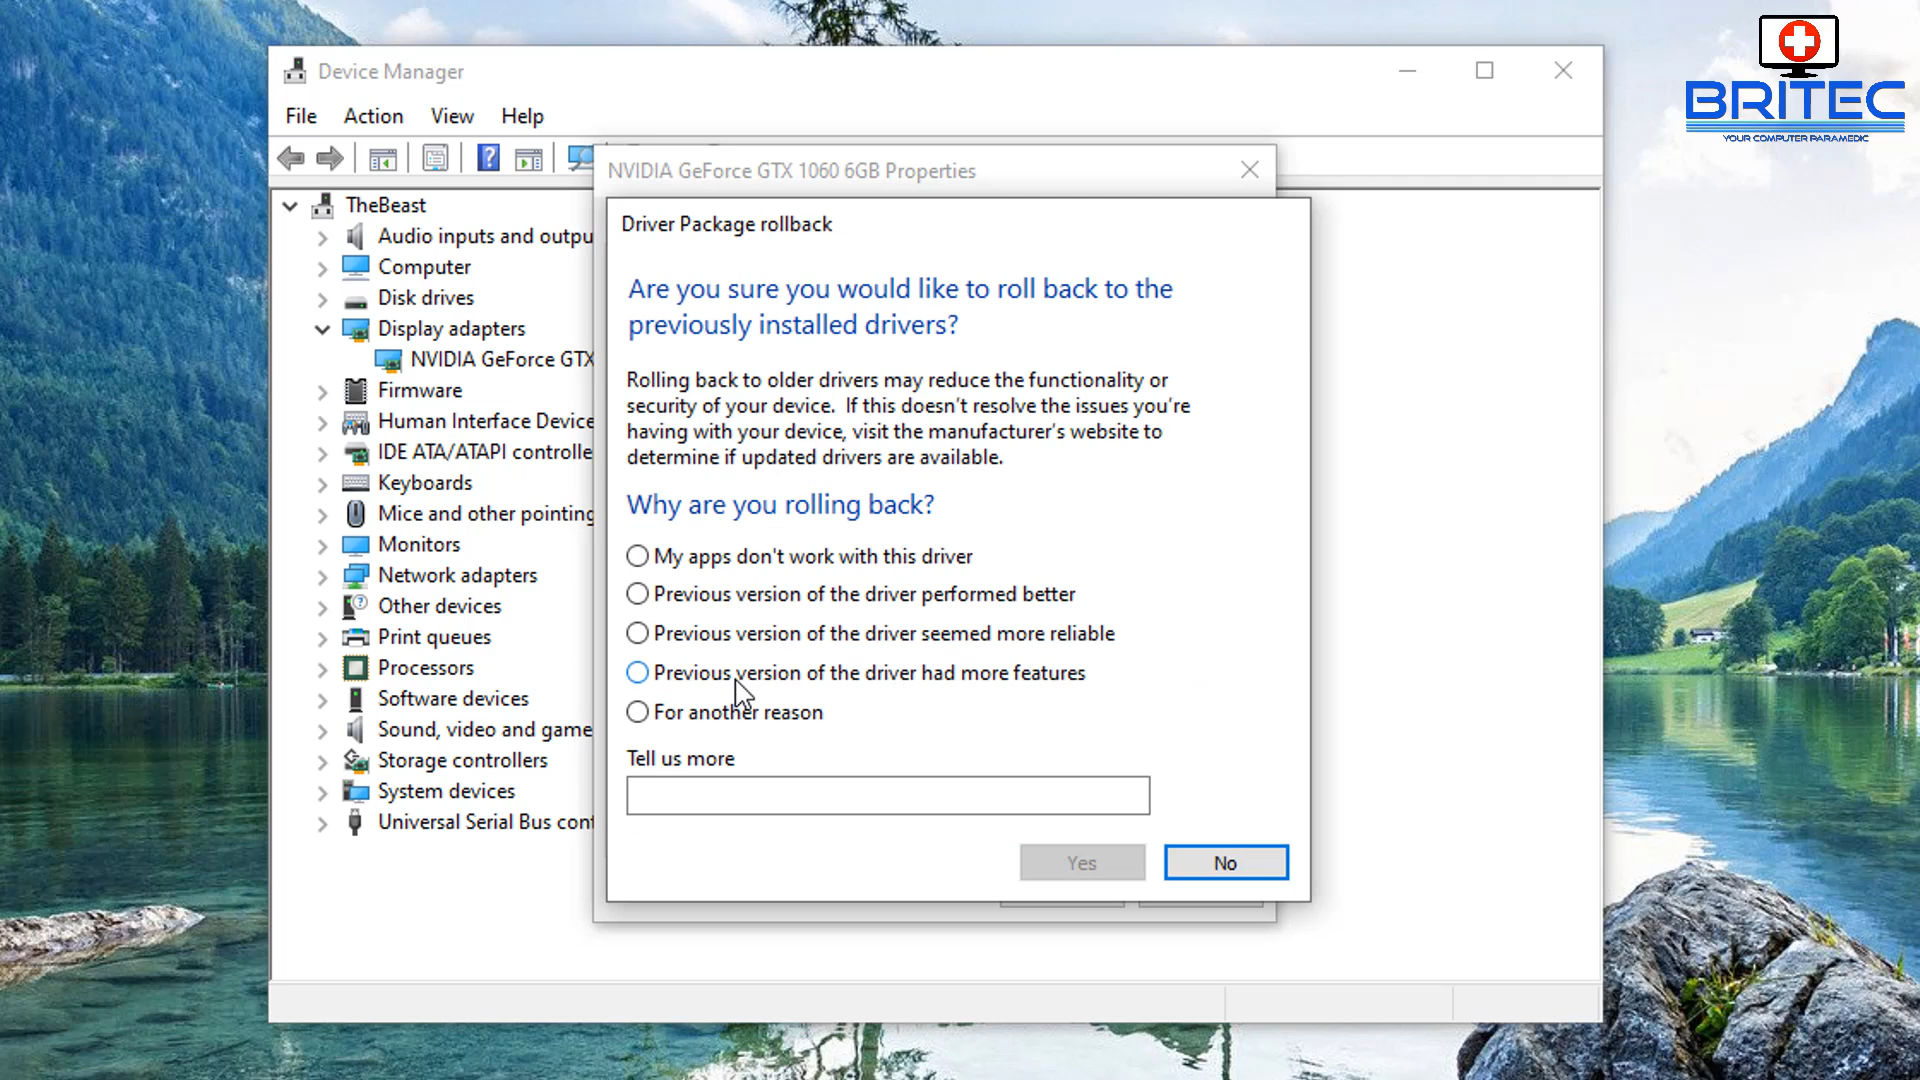 Device Manager
File Action View Help
BRITEC
YOUR COMPUTER PARAMEDIC
NVIDIA GeForce GTX 1060 6GB Properties
TheBeast
Audio inputs and outpu
Computer
Disk drives
Display adapters
NVIDIA GeForce GTX
Firmware
Human Interface Device
IDE ATA/ATAPI controlle
Keyboards
Mice and other pointing
Monitors
Network adapters
Other devices
Print queues
Processors
Software devices
Sound, video and game
Storage controllers
System devices
Universal Serial Bus cont
Driver Package rollback
Are you sure you would like to roll back to the
previously installed drivers?
Rolling back to older drivers may reduce the functionality or
security of your device. If this doesn't resolve the issues you're
having with your device, visit the manufacturer's website to
determine if updated drivers are available.
Why are you rolling back?
My apps don't work with this driver
Previous version of the driver performed better
Previous version of the driver seemed more reliable
Previous version of the driver had more features
For another reason
Tell us more
Yes No